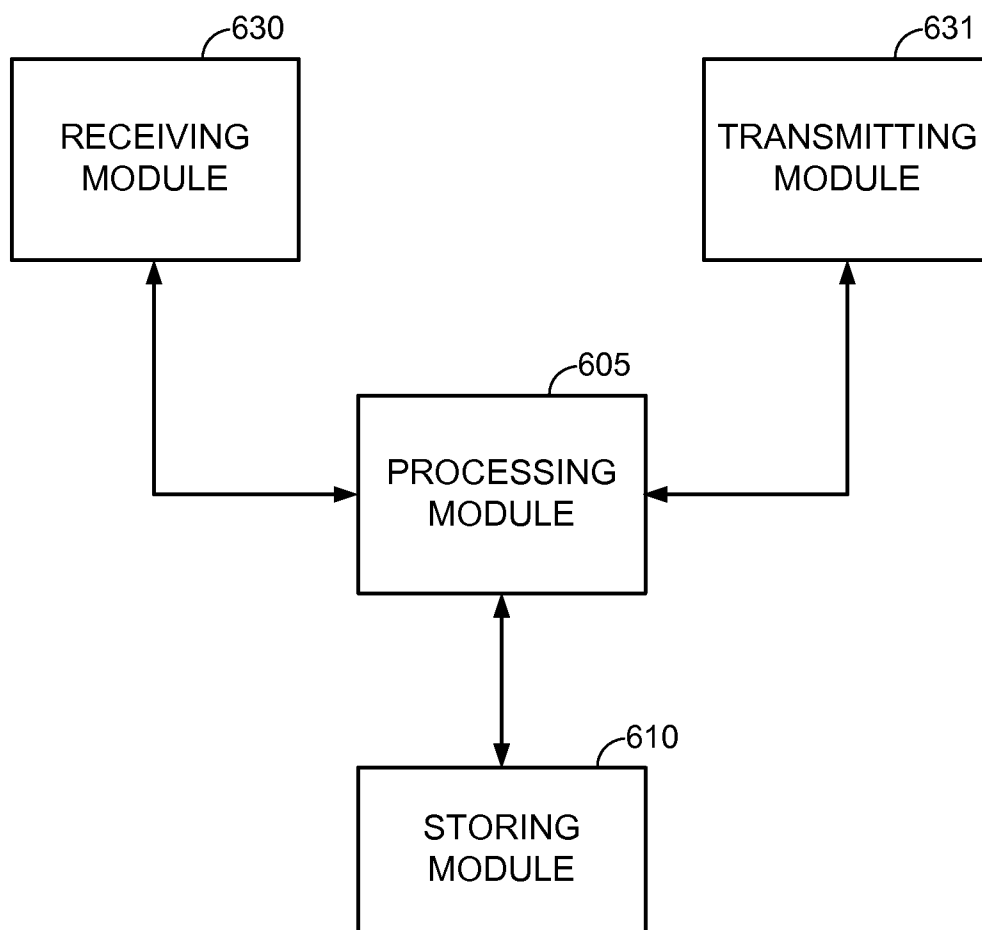 630
RECEIVING
MODULE
631
TRANSMITTING
MODULE
605
PROCESSING
MODULE
610
STORING
MODULE